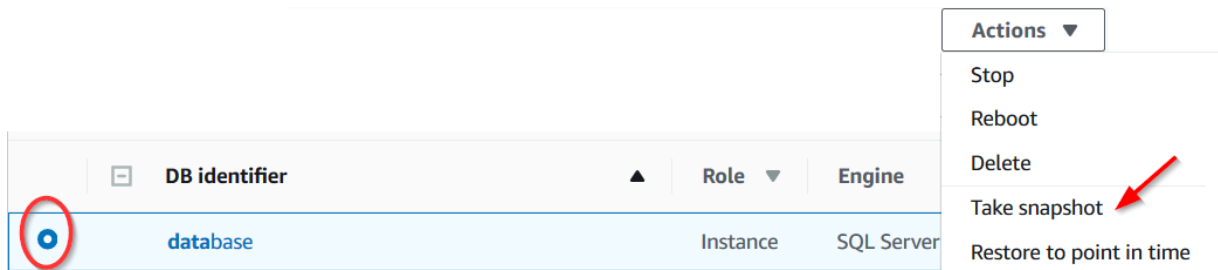 Actions
Stop
Reboot
Delete
Take snapshot
Restore to point in time
DB identifier Role Engine
database Instance SQL Server